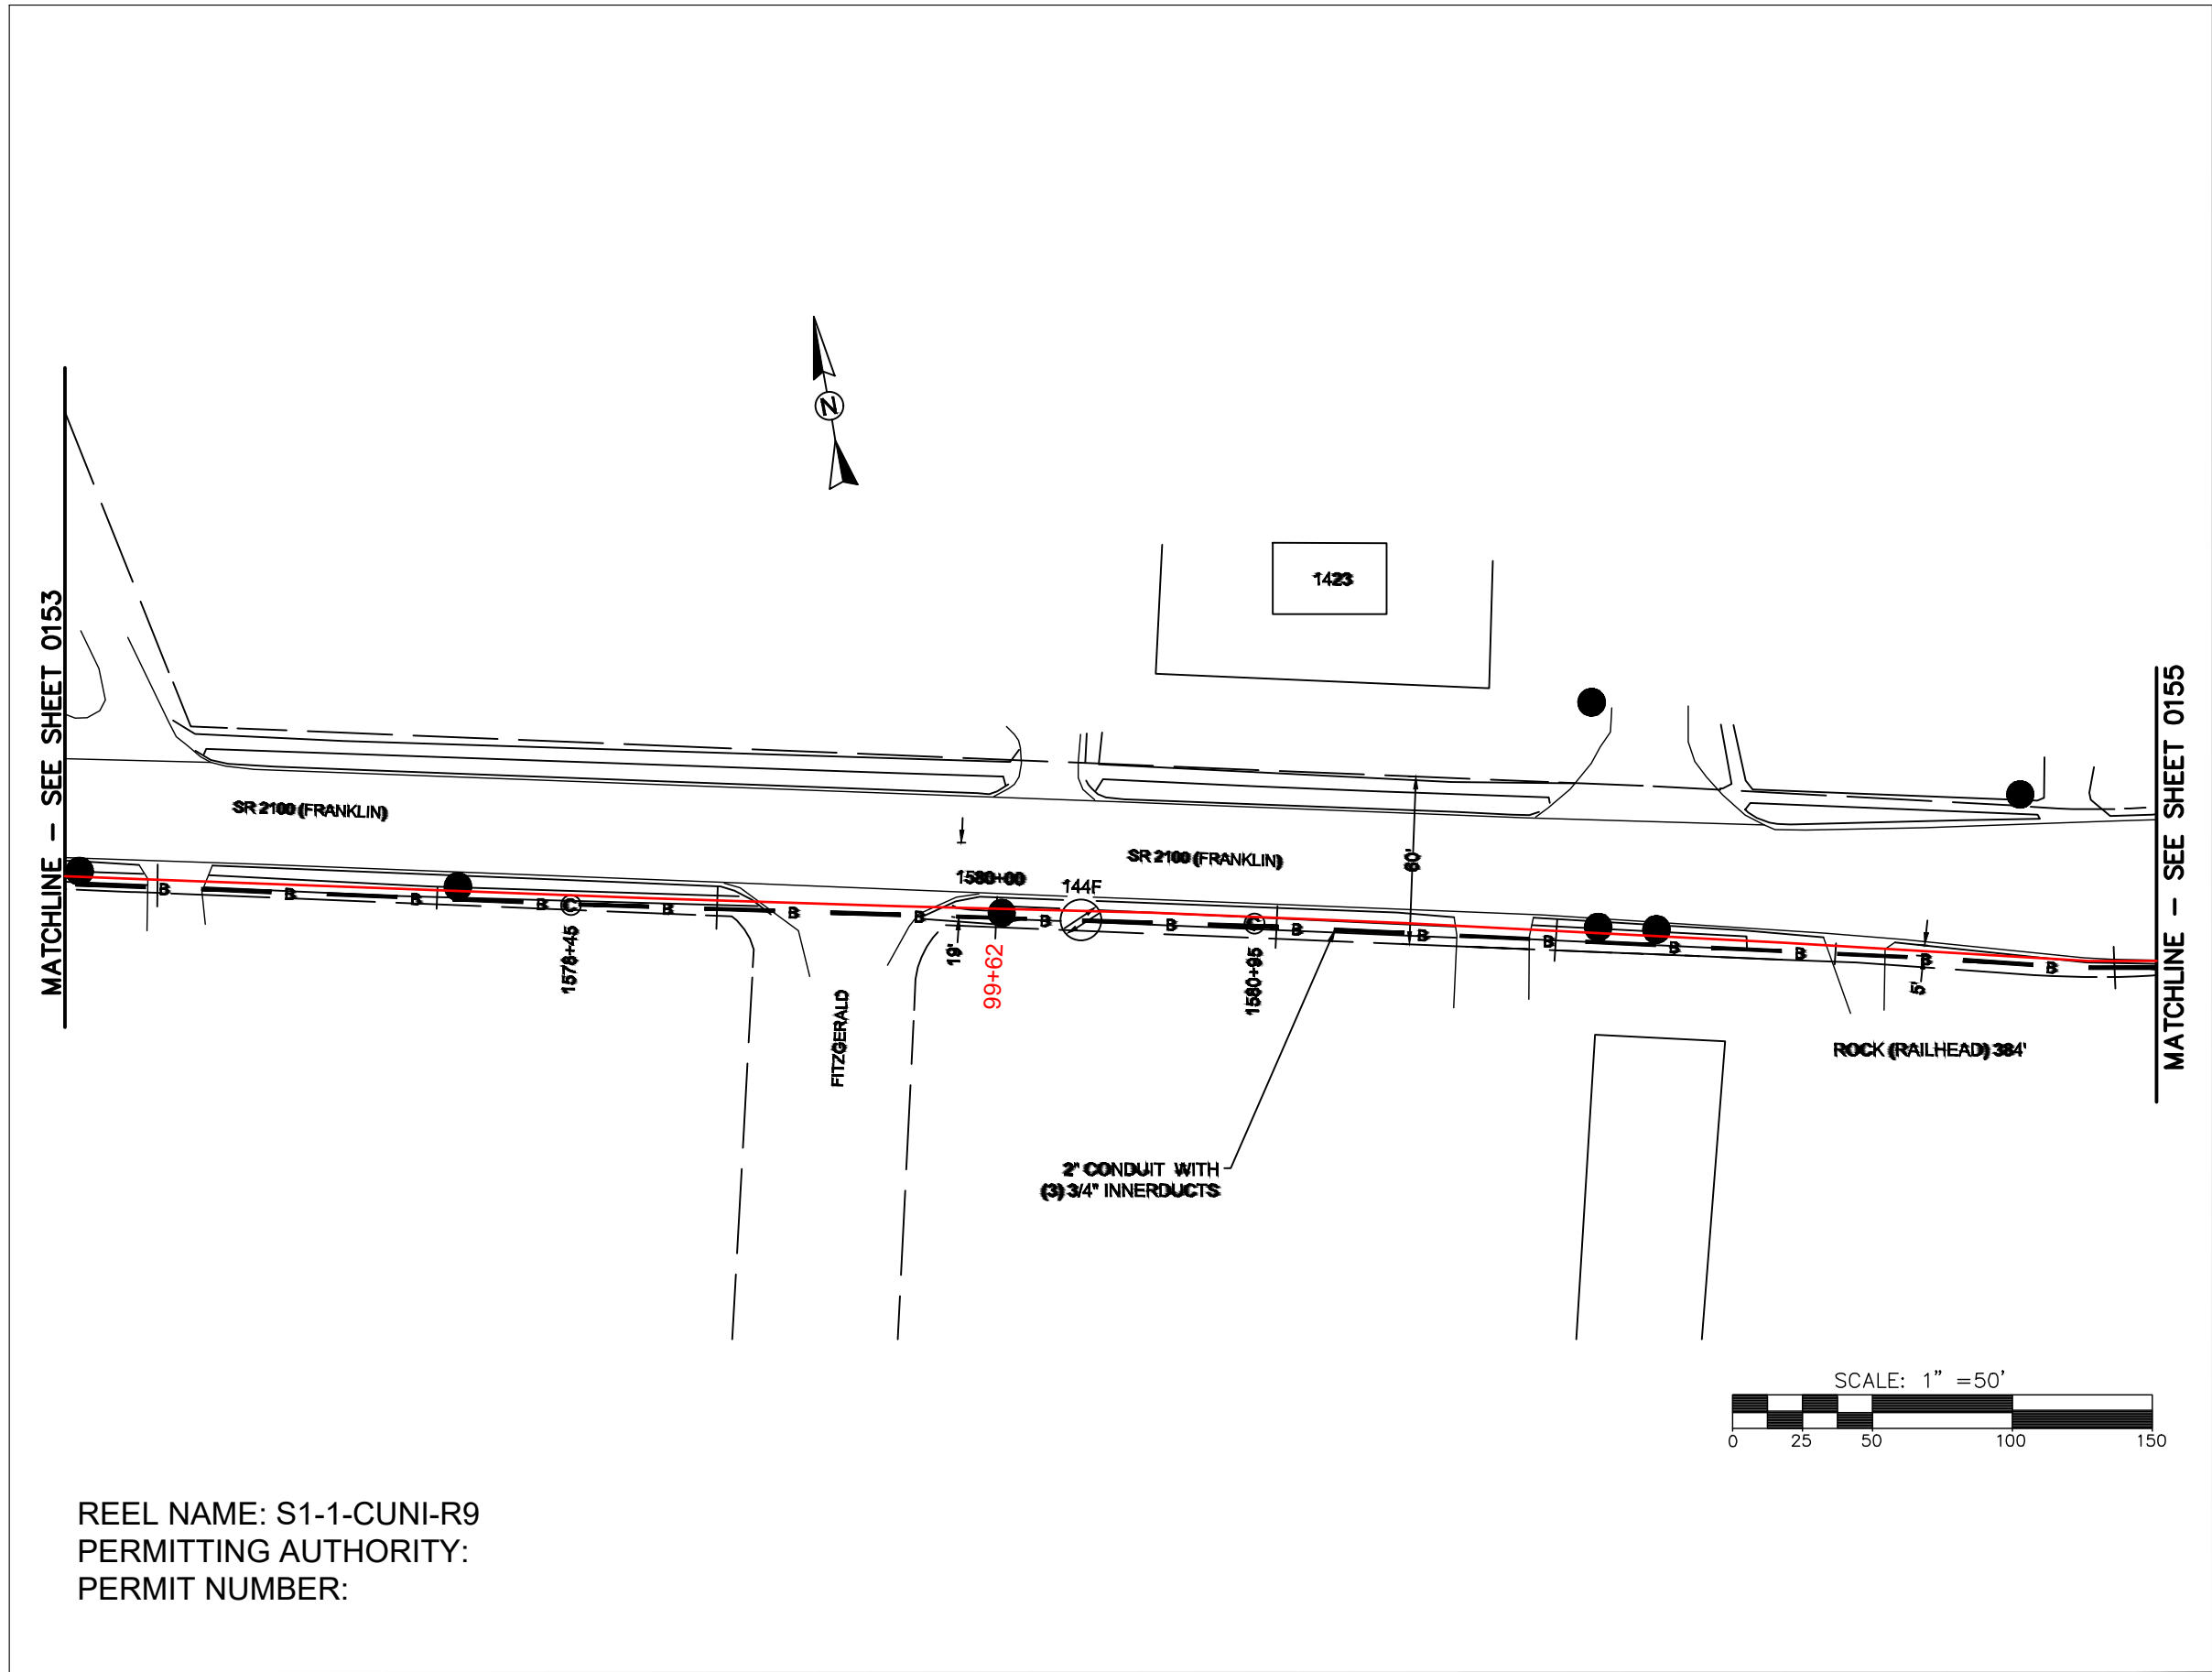 N
1423
MATCHLINE – SEE SHEET 0153
MATCHLINE – SEE SHEET 0155
SR 2100 (FRANKLIN)
SR 2100 (FRANKLIN)
60'
1580+00
144F
B B B B C B B B B B C B B B B B B
1578+45
19'
99+62
1580+95
5'
FITZGERALD
ROCK (RAILHEAD) 384'
2" CONDUIT WITH
(3) 3/4" INNERDUCTS
SCALE: 1" =50'
0 25 50 100 150
REEL NAME: S1-1-CUNI-R9
PERMITTING AUTHORITY:
PERMIT NUMBER: